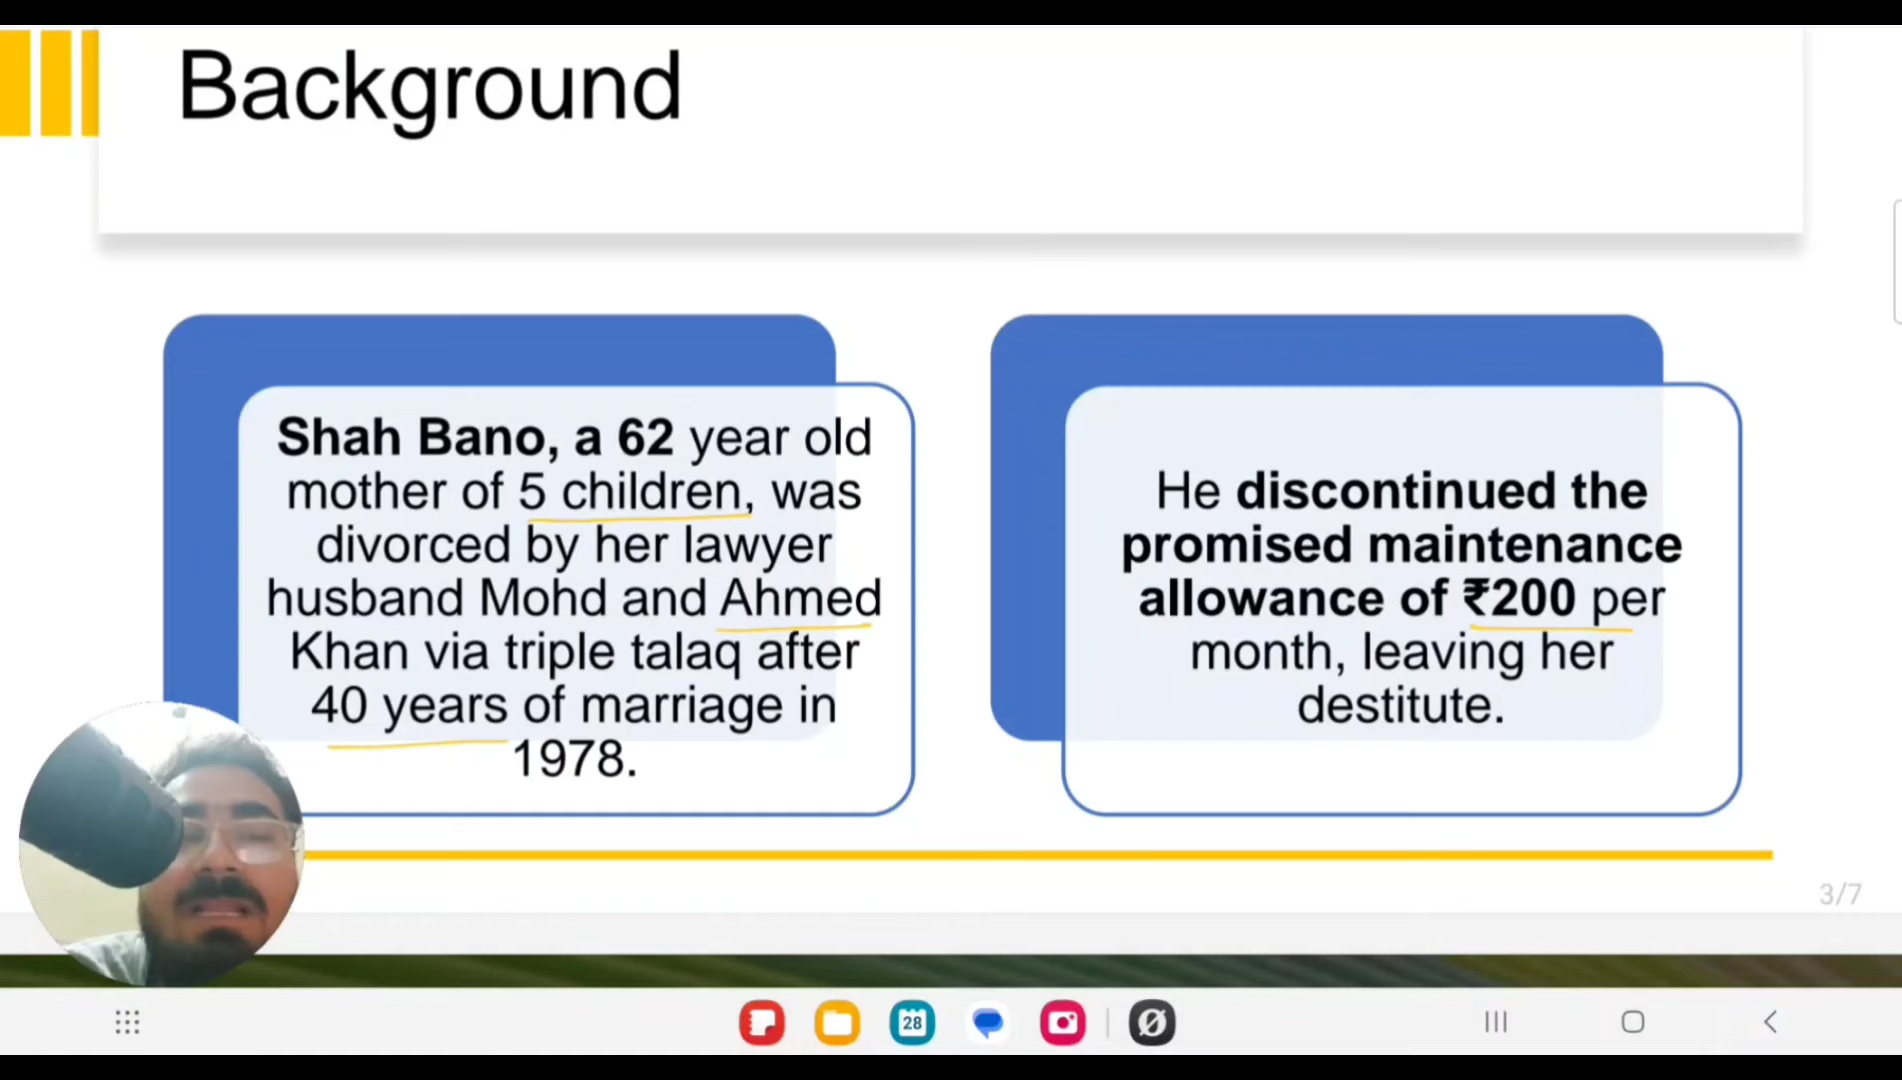 Background
Shah Bano, a 62 year old
mother of 5 children, was
divorced by her lawyer
husband Mohd and Ahmed
Khan via triple talaq after
40 years of marriage in
1978.
He discontinued the
promised maintenance
allowance of ₹200 per
month, leaving her
destitute.
3/7
28